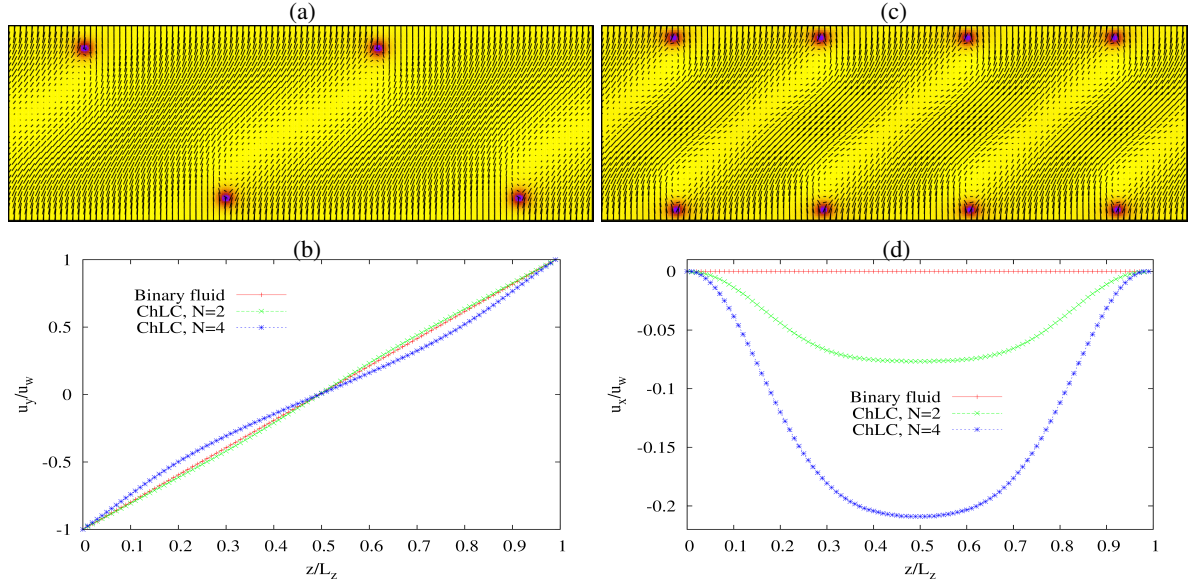 (a)
(c)
(b)
1
0.5
0
-0.5
-1
u_y/u_w
Binary fluid
ChLC, N=2
ChLC, N=4
0 0.1 0.2 0.3 0.4 0.5 0.6 0.7 0.8 0.9 1
z/L_z
(d)
0
-0.05
-0.1
-0.15
-0.2
u_x/u_w
Binary fluid
ChLC, N=2
ChLC, N=4
0 0.1 0.2 0.3 0.4 0.5 0.6 0.7 0.8 0.9 1
z/L_z